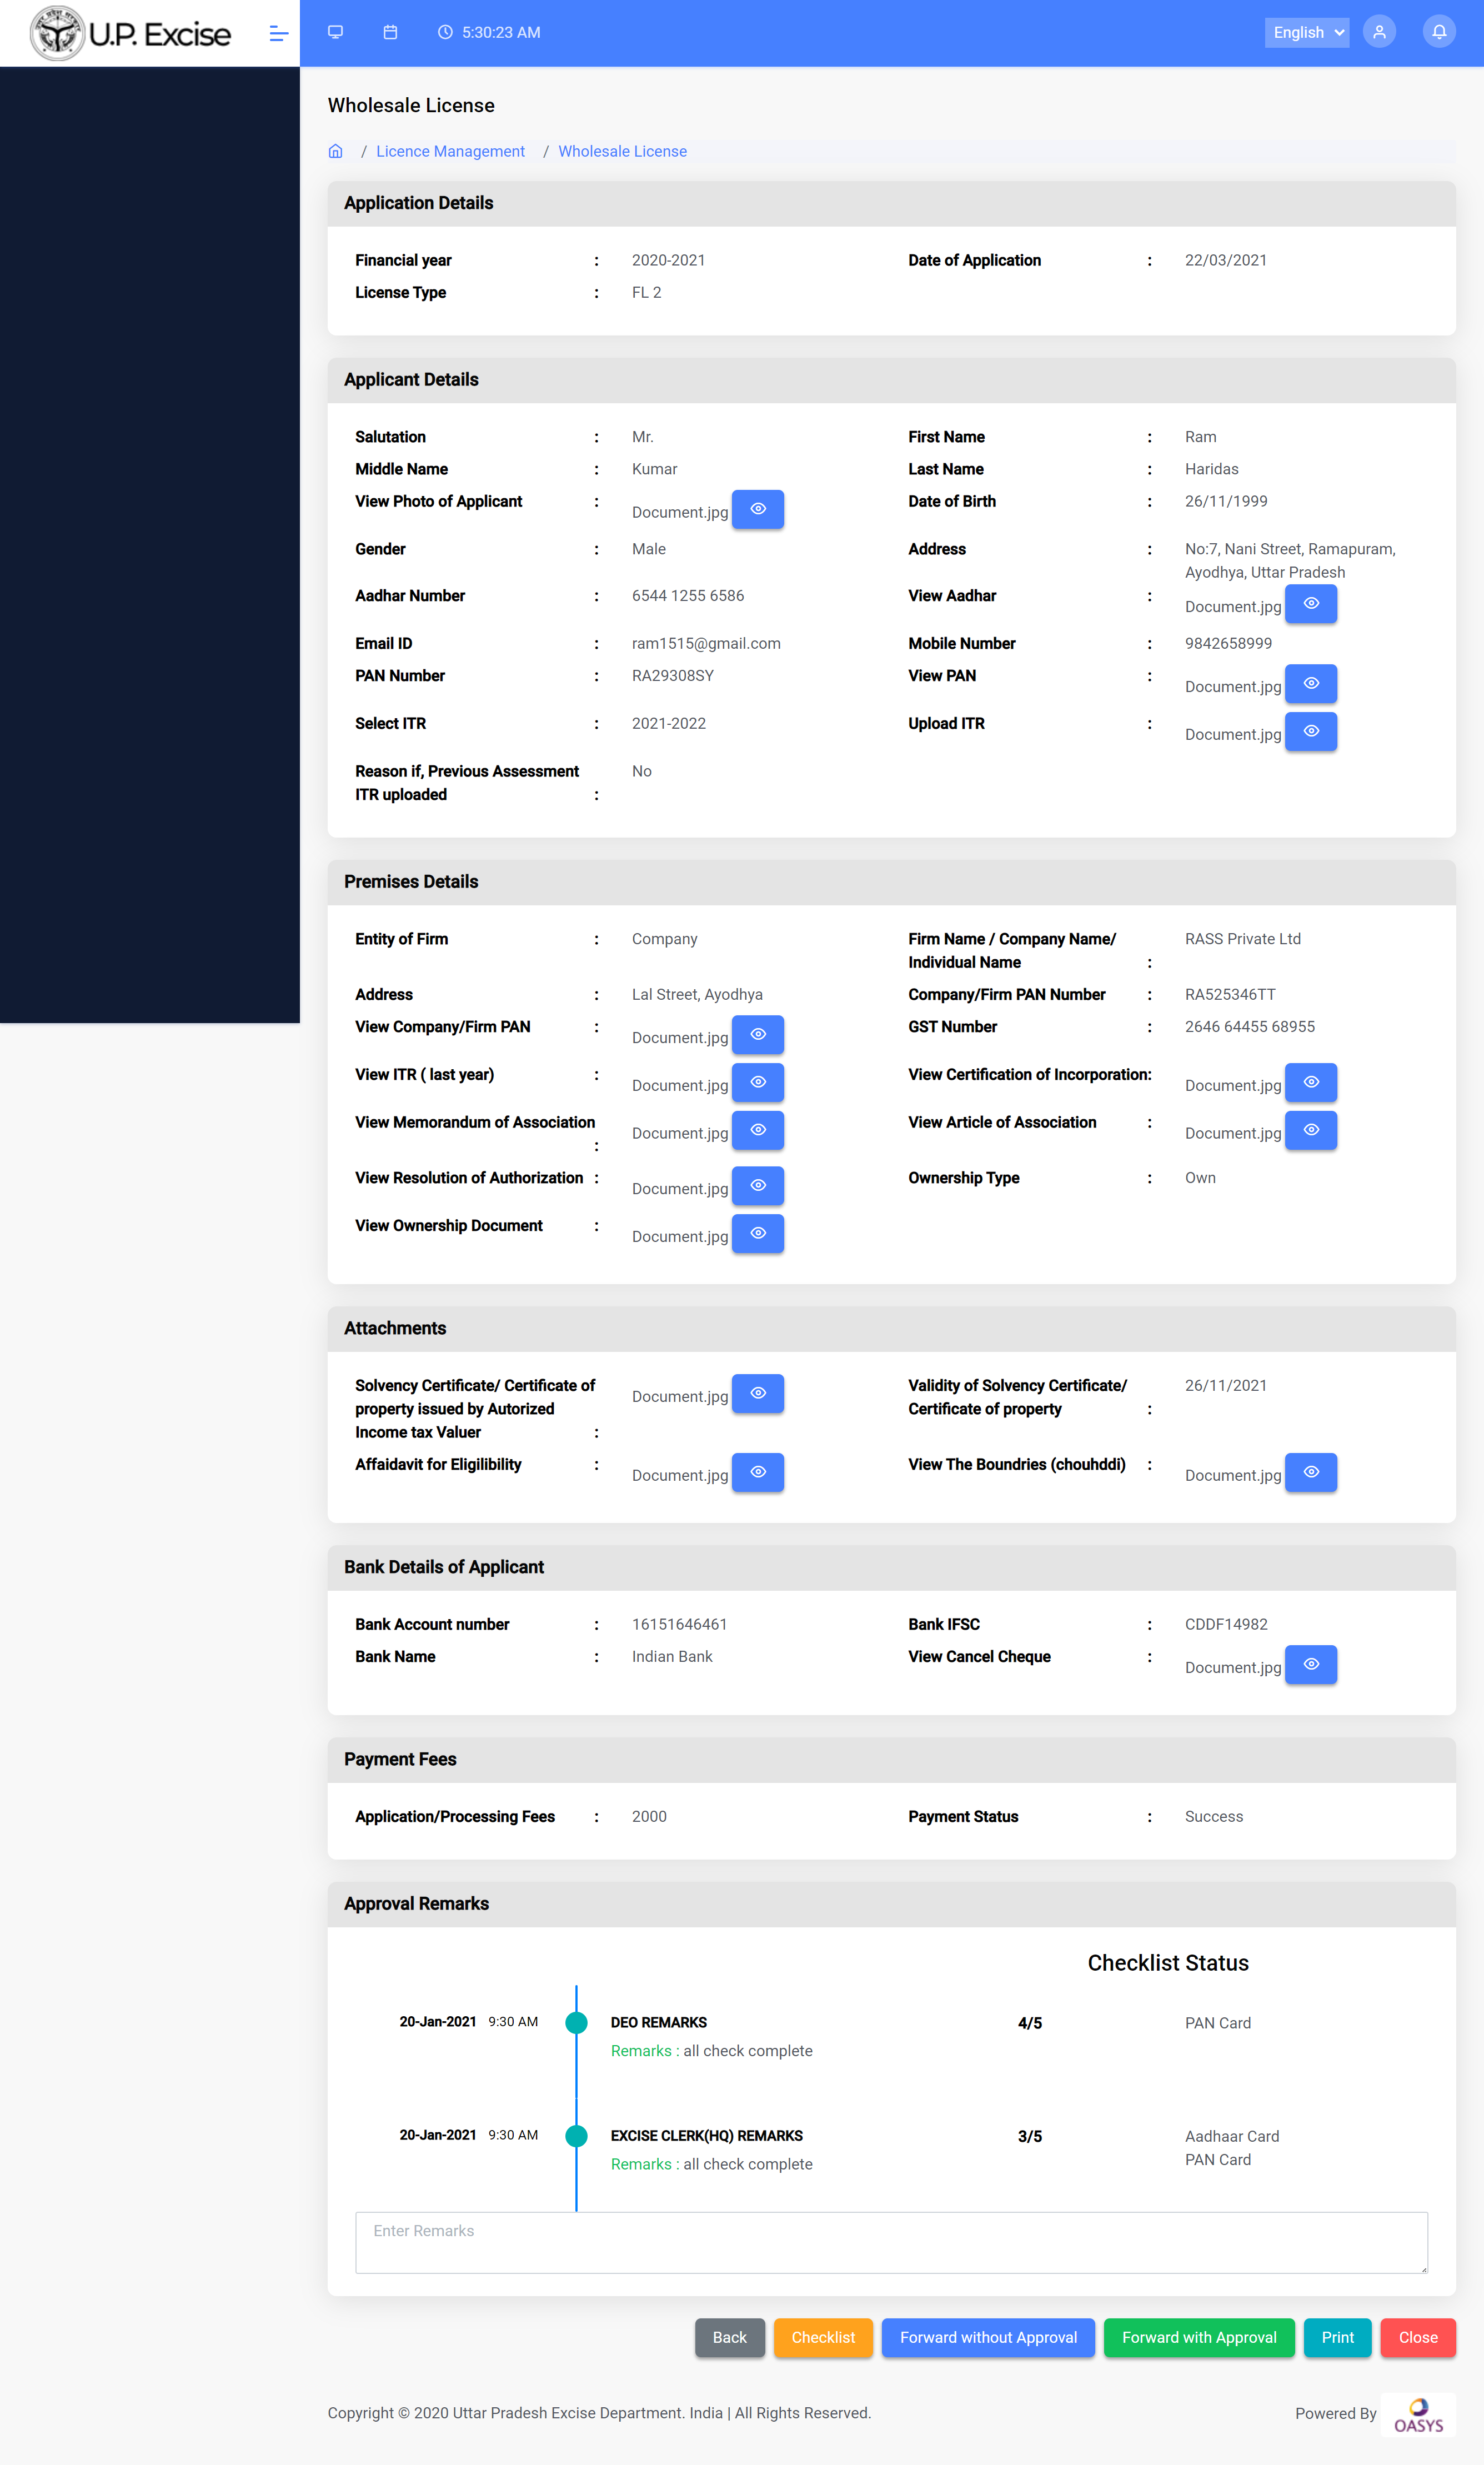 U.P. Excise
5:30:23 AM
English
Wholesale License
/ Licence Management / Wholesale License
Application Details
Financial year : 2020-2021 Date of Application : 22/03/2021
License Type : FL 2
Applicant Details
Salutation : Mr. First Name : Ram
Middle Name : Kumar Last Name : Haridas
View Photo of Applicant : Document.jpg Date of Birth : 26/11/1999
Gender : Male Address : No:7, Nani Street, Ramapuram,
Ayodhya, Uttar Pradesh
Aadhar Number : 6544 1255 6586 View Aadhar : Document.jpg
Email ID : ram1515@gmail.com Mobile Number : 9842658999
PAN Number : RA29308SY View PAN : Document.jpg
Select ITR : 2021-2022 Upload ITR : Document.jpg
Reason if, Previous Assessment No
ITR uploaded :
Premises Details
Entity of Firm : Company Firm Name / Company Name/ RASS Private Ltd
Individual Name :
Address : Lal Street, Ayodhya Company/Firm PAN Number : RA525346TT
View Company/Firm PAN : Document.jpg GST Number : 2646 64455 68955
View ITR ( last year) : Document.jpg View Certification of Incorporation: Document.jpg
View Memorandum of Association Document.jpg View Article of Association : Document.jpg
:
View Resolution of Authorization : Document.jpg Ownership Type : Own
View Ownership Document : Document.jpg
Attachments
Solvency Certificate/ Certificate of Document.jpg Validity of Solvency Certificate/ 26/11/2021
property issued by Autorized Certificate of property :
Income tax Valuer :
Affaidavit for Eligilibility : Document.jpg View The Boundries (chouhddi) : Document.jpg
Bank Details of Applicant
Bank Account number : 16151646461 Bank IFSC : CDDF14982
Bank Name : Indian Bank View Cancel Cheque : Document.jpg
Payment Fees
Application/Processing Fees : 2000 Payment Status : Success
Approval Remarks
Checklist Status
20-Jan-2021 9:30 AM DEO REMARKS 4/5 PAN Card
Remarks : all check complete
20-Jan-2021 9:30 AM EXCISE CLERK(HQ) REMARKS 3/5 Aadhaar Card
Remarks : all check complete PAN Card
Enter Remarks
Back Checklist Forward without Approval Forward with Approval Print Close
Copyright © 2020 Uttar Pradesh Excise Department. India | All Rights Reserved. Powered By OASYS